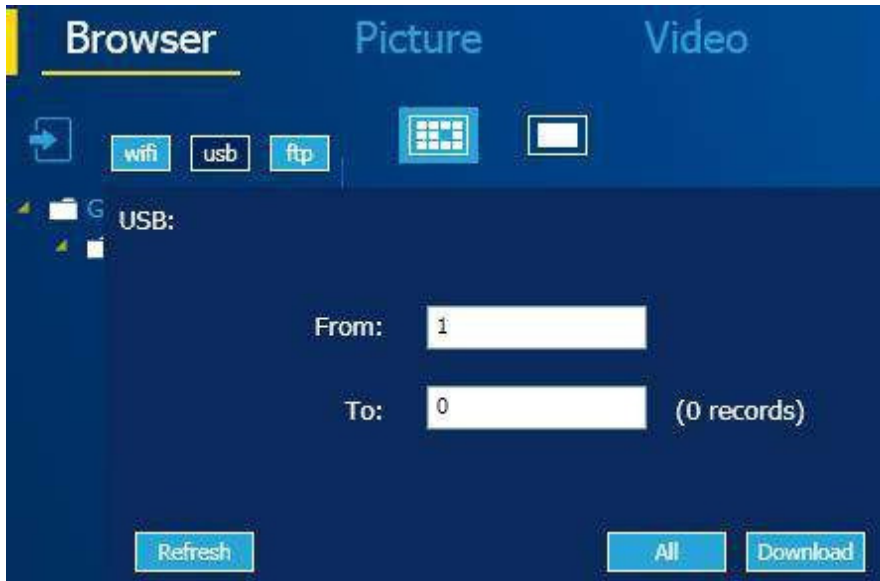 Browser Picture Video
wifi usb ftp
G
USB:
From: 1
To: 0 (0 records)
Refresh All Download